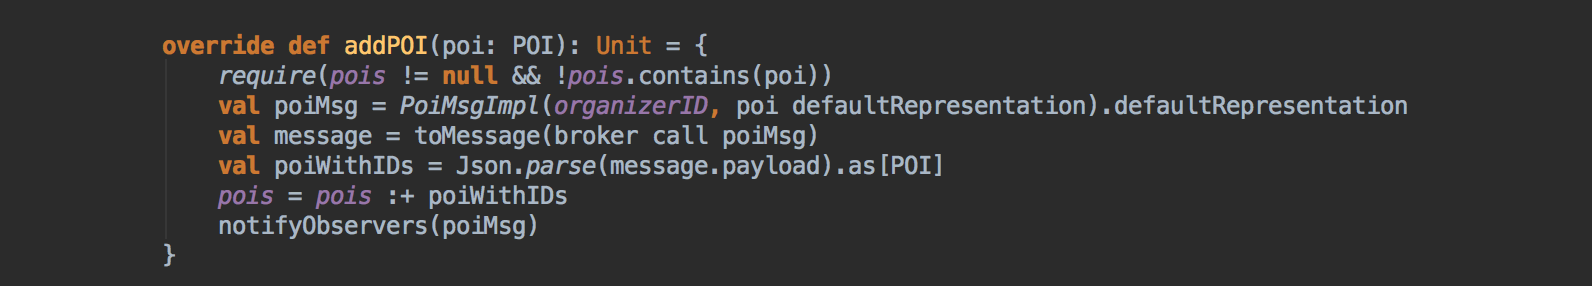 override def addPOI(poi: POI): Unit = {
require(pois != null && !pois.contains(poi))
val poiMsg = PoiMsgImpl(organizerID, poi defaultRepresentation).defaultRepresentation
val message = toMessage(broker call poiMsg)
val poiWithIDs = Json.parse(message.payload).as[POI]
pois = pois :+ poiWithIDs
notifyObservers(poiMsg)
}